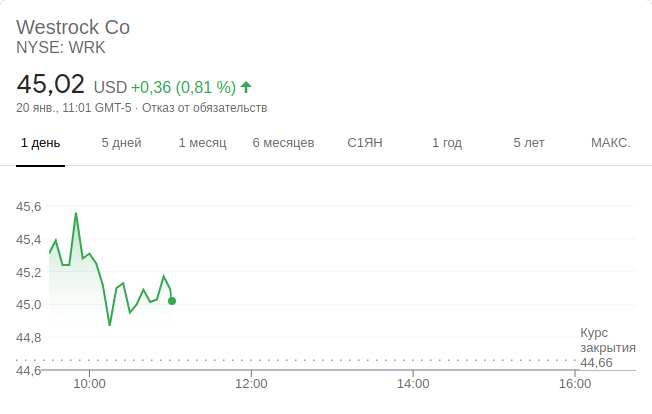 Westrock Co
NYSE: WRK
45,02 USD +0,36 (0,81 %)
20 янв., 11:01 GMT-5 · Отказ от обязательств
1 день 5 дней 1 месяц 6 месяцев С1ЯН 1 год 5 лет МАКС.
45,6
45,4
45,2
45,0
44,8
44,6
Курс
закрытия
44,66
10:00 12:00 14:00 16:00